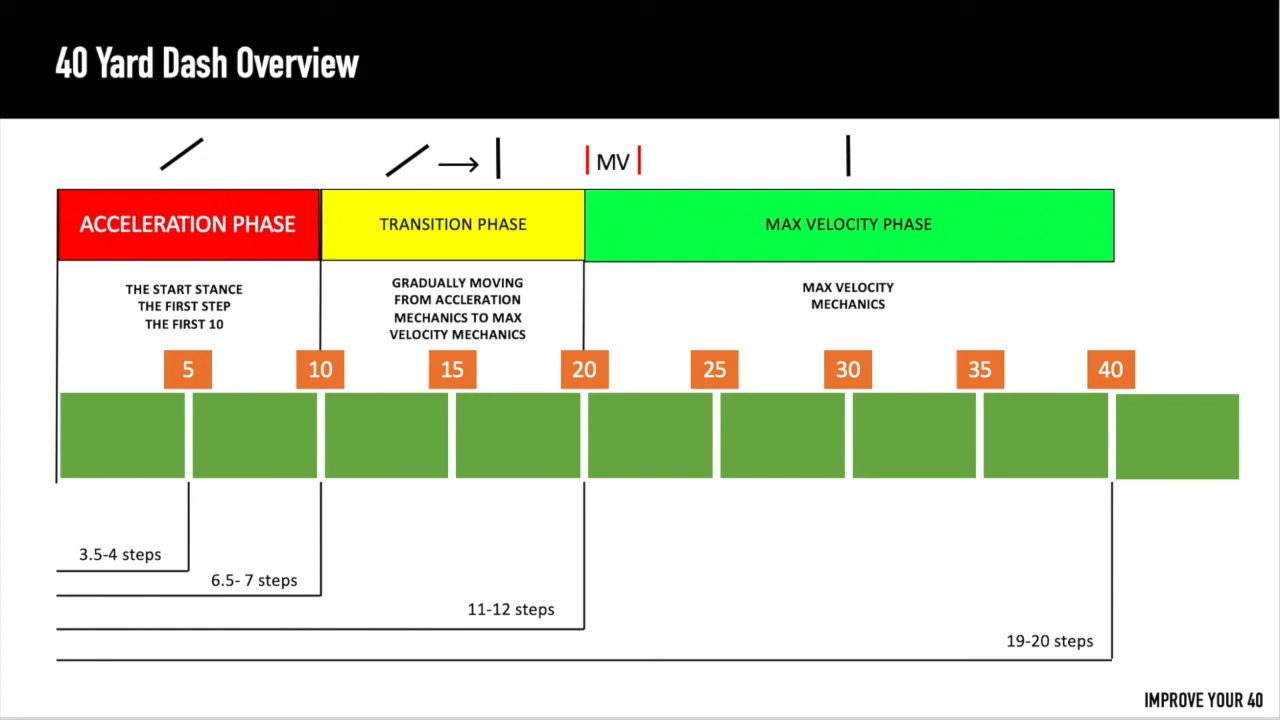 40 Yard Dash Overview
MV
ACCELERATION PHASE
TRANSITION PHASE
MAX VELOCITY PHASE
THE START STANCE
THE FIRST STEP
THE FIRST 10
GRADUALLY MOVING
FROM ACCLERATION
MECHANICS TO MAX
VELOCITY MECHANICS
MAX VELOCITY
MECHANICS
5
10
15
20
25
30
35
40
3.5-4 steps
6.5- 7 steps
11-12 steps
19-20 steps
IMPROVE YOUR 40